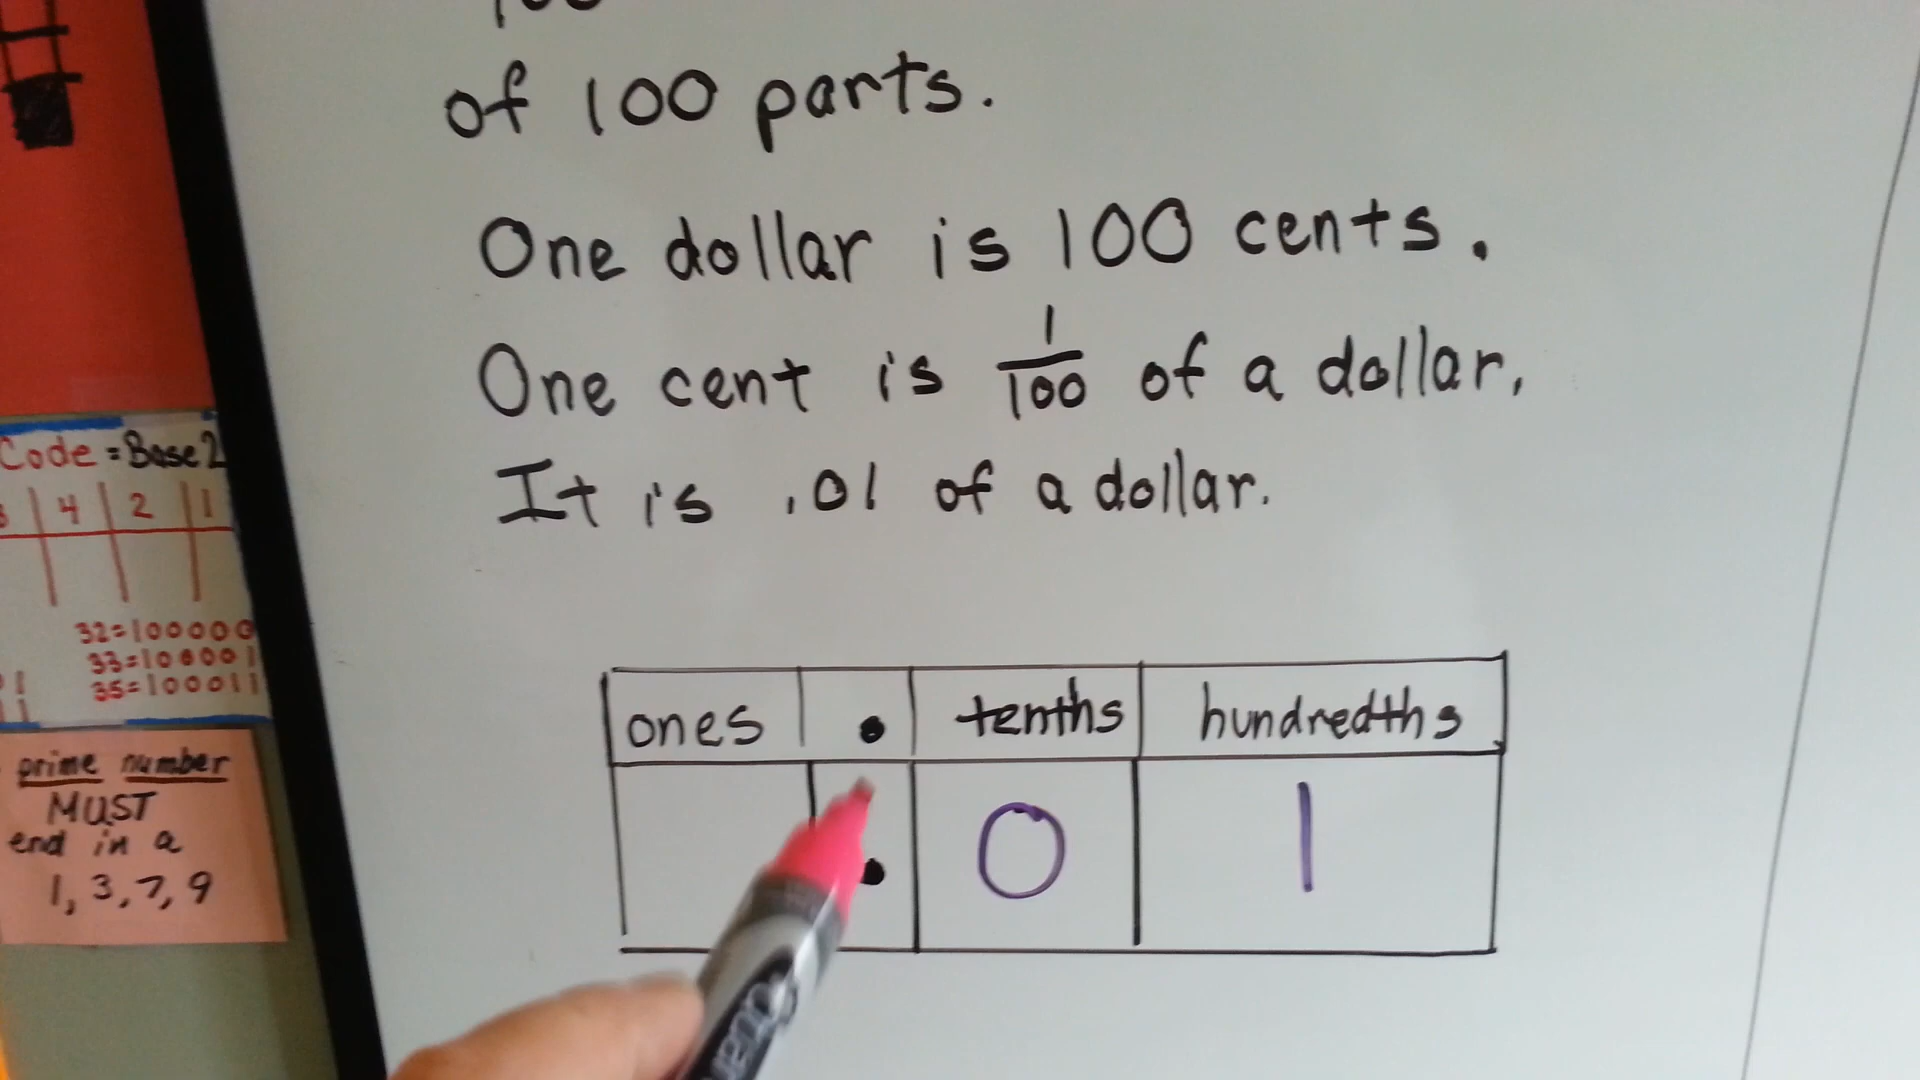 of 100 parts.
One dollar is 100 cents.
One cent is 1/100 of a dollar.
It is .01 of a dollar.
ones . tenths hundredths
. 0 1
Code = Base 2
4 2 1
32=100000
33=100001
35=100011
prime number
MUST
end in a
1, 3, 7, 9